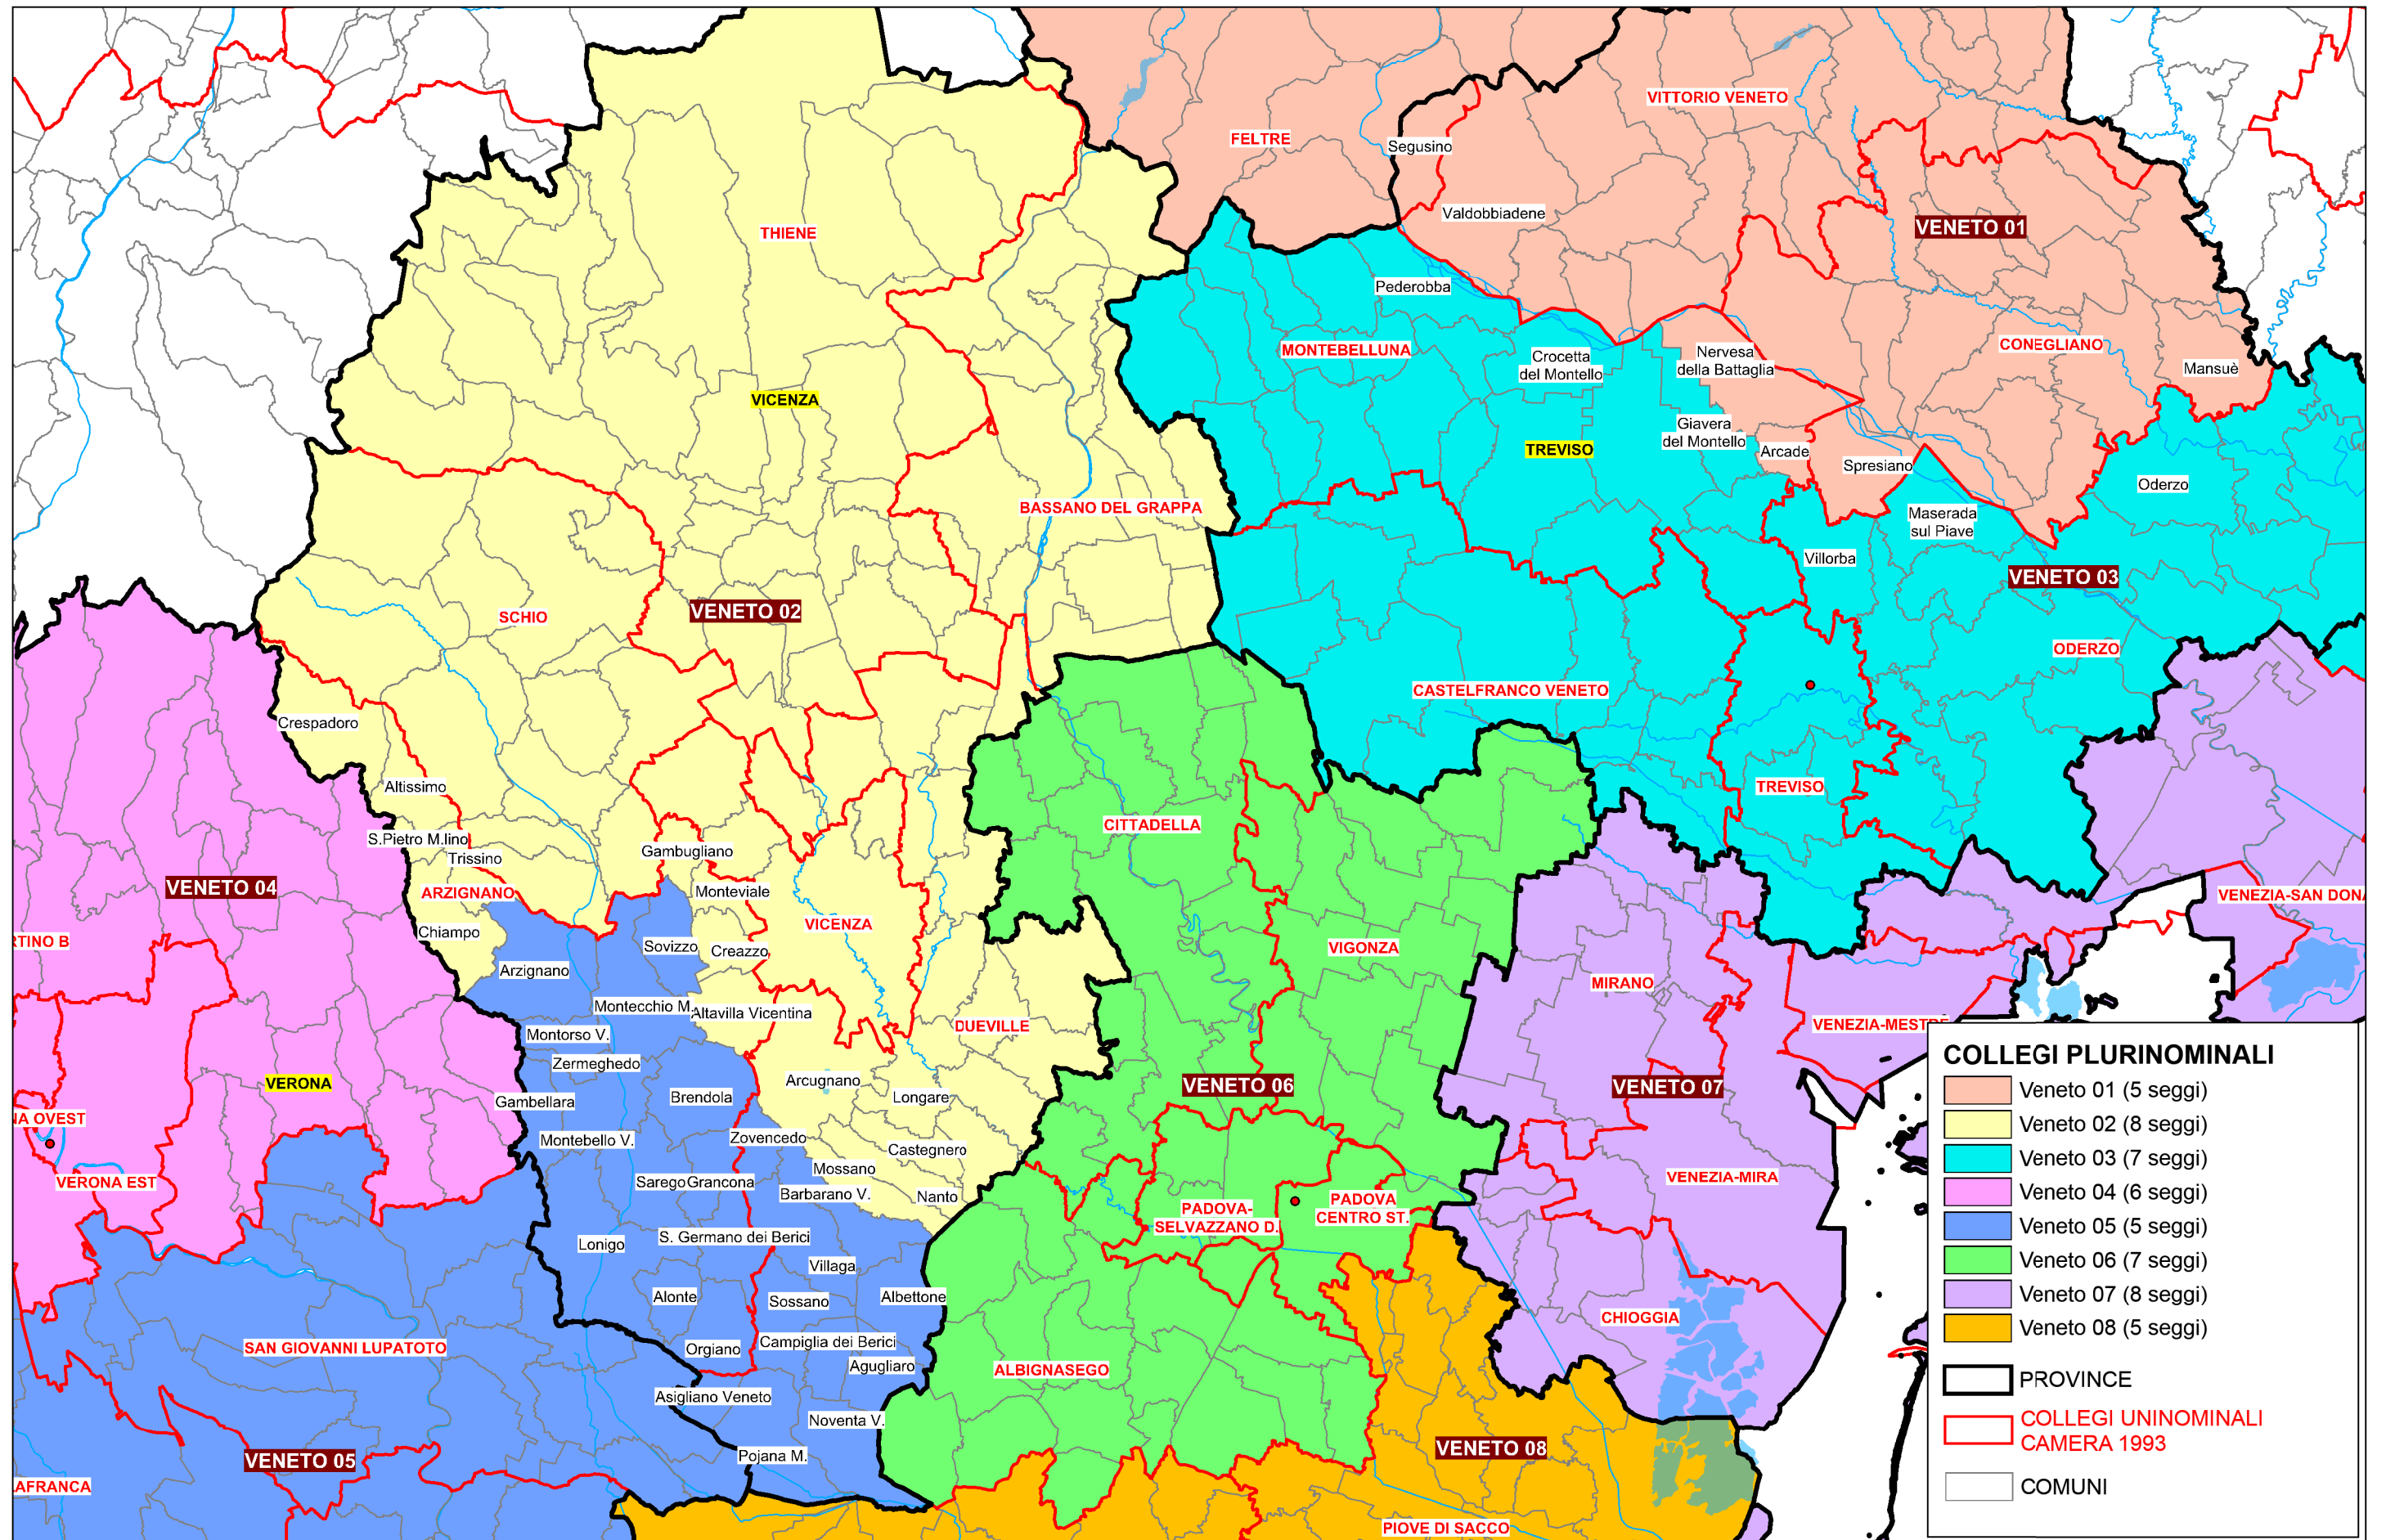 VITTORIO VENETO
FELTRE
Segusino
Valdobbiadene
VENETO 01
THIENE
Pederobba
MONTEBELLUNA
Crocetta
del Montello
Nervesa
della Battaglia
CONEGLIANO
Mansuè
VICENZA
TREVISO
Giavera
del Montello
Arcade
Spresiano
Oderzo
BASSANO DEL GRAPPA
Maserada
sul Piave
Villorba
VENETO 03
SCHIO
VENETO 02
ODERZO
CASTELFRANCO VENETO
Crespadoro
Altissimo
TREVISO
CITTADELLA
S.Pietro M.lino
Trissino
Gambugliano
VENETO 04
ARZIGNANO
Monteviale
VENEZIA-SAN DONA
VICENZA
Chiampo
RTINO B
Sovizzo
Creazzo
VIGONZA
Arzignano
MIRANO
Montecchio M.
Altavilla Vicentina
DUEVILLE
VENEZIA-MESTRE
Montorso V.
Zermeghedo
VERONA
Arcugnano
Longare
VENETO 06
VENETO 07
Gambellara
Brendola
NA OVEST
Montebello V.
Zovencedo
Castegnero
Mossano
VERONA EST
Sarego
Grancona
Barbarano V.
Nanto
VENEZIA-MIRA
PADOVA-
SELVAZZANO D.
PADOVA
CENTRO ST.
Lonigo
S. Germano dei Berici
Villaga
Alonte
Sossano
Albettone
CHIOGGIA
SAN GIOVANNI LUPATOTO
Orgiano
Campiglia dei Berici
Agugliaro
ALBIGNASEGO
Asigliano Veneto
Noventa V.
VENETO 05
Pojana M.
VENETO 08
AFRANCA
PIOVE DI SACCO
COLLEGI PLURINOMINALI
Veneto 01 (5 seggi)
Veneto 02 (8 seggi)
Veneto 03 (7 seggi)
Veneto 04 (6 seggi)
Veneto 05 (5 seggi)
Veneto 06 (7 seggi)
Veneto 07 (8 seggi)
Veneto 08 (5 seggi)
PROVINCE
COLLEGI UNINOMINALI
CAMERA 1993
COMUNI